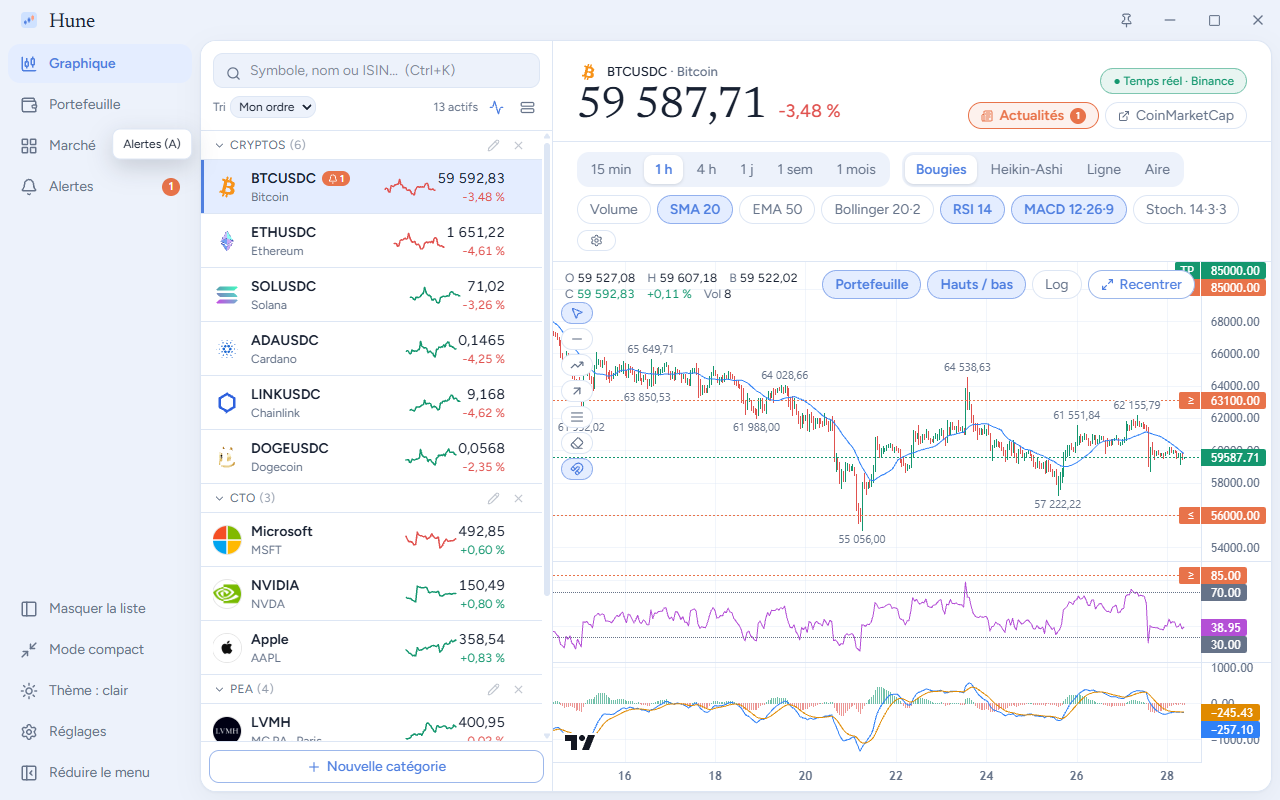 Hune
Graphique
Portefeuille
Marché
Alertes (A)
Alertes
1
Masquer la liste
Mode compact
Thème : clair
Réglages
Réduire le menu
Symbole, nom ou ISIN… (Ctrl+K)
Tri Mon ordre 13 actifs
CRYPTOS (6)
BTCUSDC 1 59 592,83
Bitcoin -3,48 %
ETHUSDC 1 651,22
Ethereum -4,61 %
SOLUSDC 71,02
Solana -3,26 %
ADAUSDC 0,1465
Cardano -4,25 %
LINKUSDC 9,168
Chainlink -4,62 %
DOGEUSDC 0,0568
Dogecoin -2,35 %
CTO (3)
Microsoft 492,85
MSFT +0,60 %
NVIDIA 150,49
NVDA +0,80 %
Apple 358,54
AAPL +0,83 %
PEA (4)
LVMH LVMH 400,95
MC.PA · Paris -0,02 %
+ Nouvelle catégorie
BTCUSDC · Bitcoin
59 587,71 -3,48 %
Temps réel · Binance
Actualités 1
CoinMarketCap
15 min 1 h 4 h 1 j 1 sem 1 mois
Bougies Heikin-Ashi Ligne Aire
Volume SMA 20 EMA 50 Bollinger 20·2 RSI 14 MACD 12·26·9 Stoch. 14·3·3
O 59 527,08 H 59 607,18 B 59 522,02
C 59 592,83 +0,11 % Vol 8
Portefeuille Hauts / bas Log Recentrer
TP 85000.00
85000.00
68000.00
66000.00
64000.00
≥ 63100.00
62000.00
60000.00
59587.71
58000.00
≤ 56000.00
54000.00
65 649,71
63 850,53
64 028,66
61 988,00
64 538,63
61 551,84
62 155,79
57 222,22
55 056,00
≥ 85.00
70.00
38.95
30.00
1000.00
0.00
−245.43
−257.10
−1000.00
16 18 20 22 24 26 28